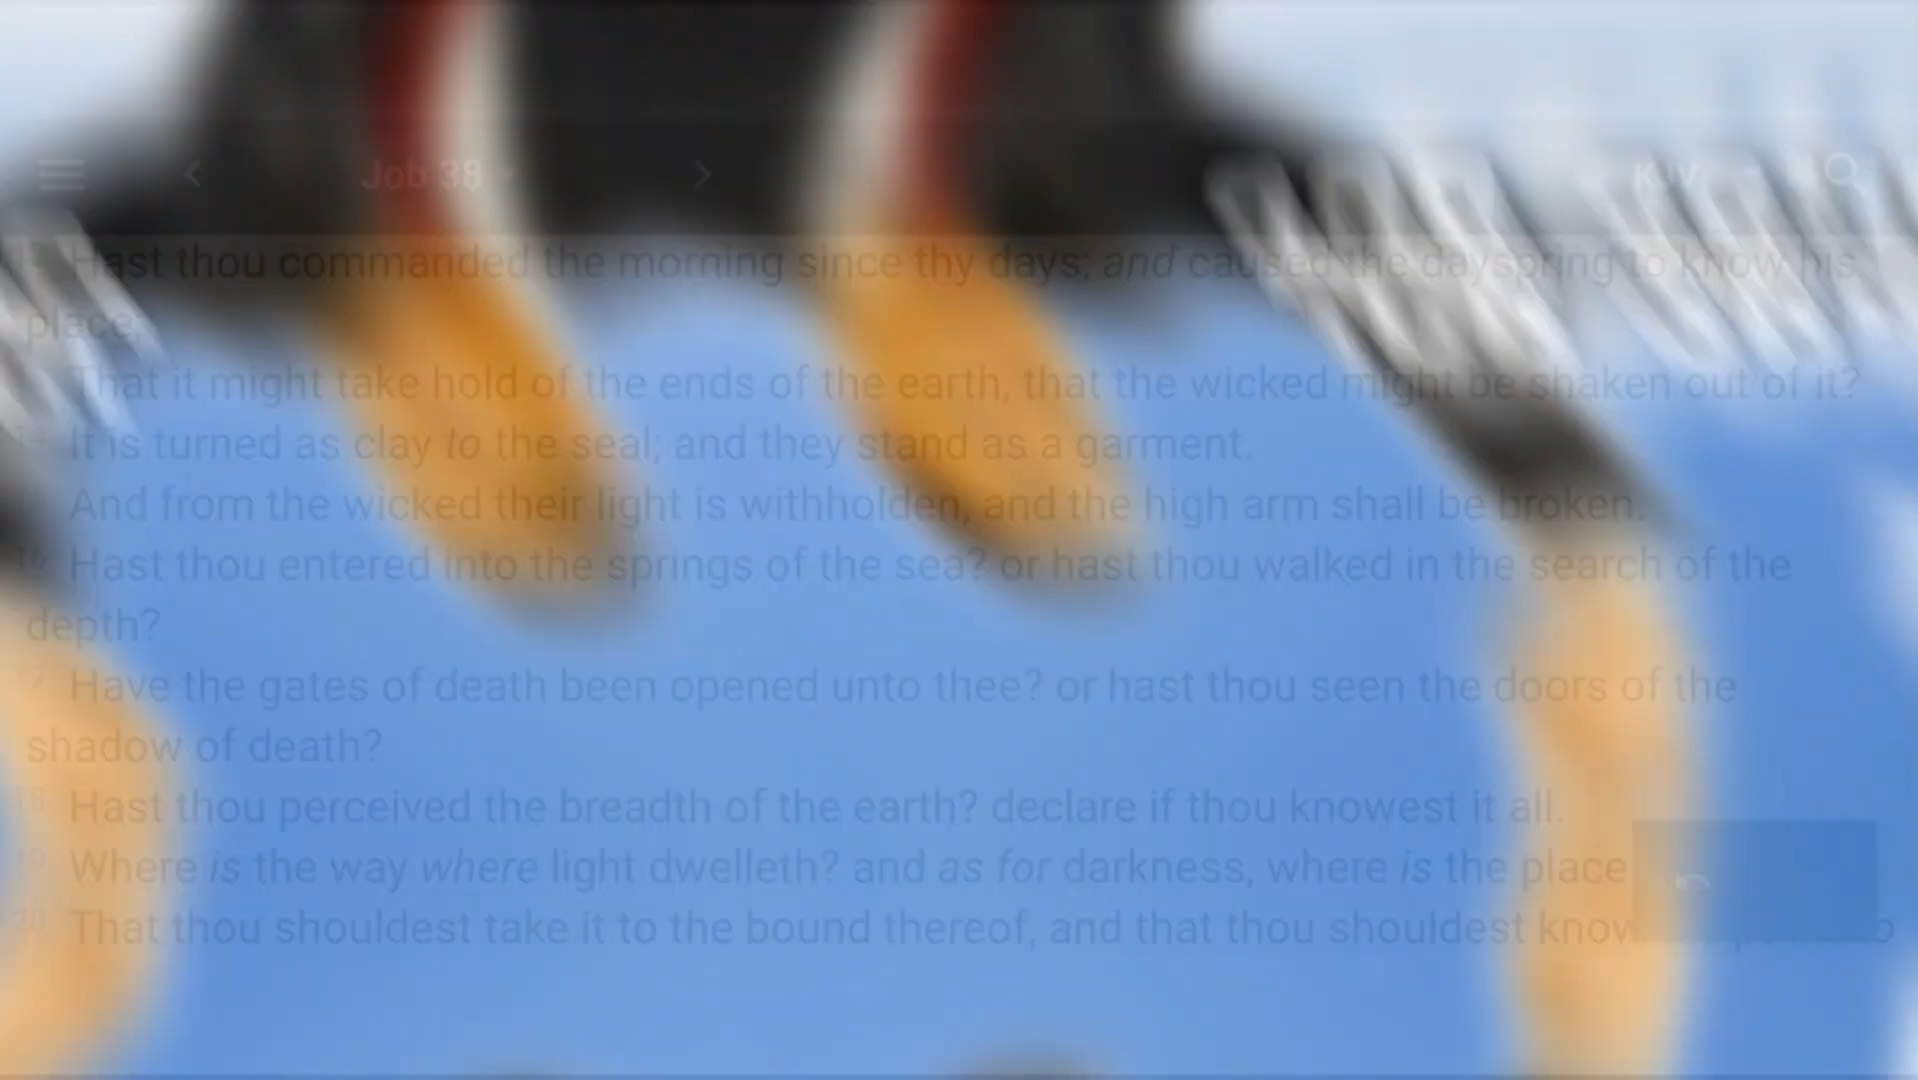 Job 38
KJV
Hast thou commanded the morning since thy days; and caused the dayspring to know his
place;
That it might take hold of the ends of the earth, that the wicked might be shaken out of it?
It is turned as clay to the seal; and they stand as a garment.
And from the wicked their light is withholden, and the high arm shall be broken.
16 Hast thou entered into the springs of the sea? or hast thou walked in the search of the
depth?
17 Have the gates of death been opened unto thee? or hast thou seen the doors of the
shadow of death?
18 Hast thou perceived the breadth of the earth? declare if thou knowest it all.
19 Where is the way where light dwelleth? and as for darkness, where is the place
20 That thou shouldest take it to the bound thereof, and that thou shouldest know